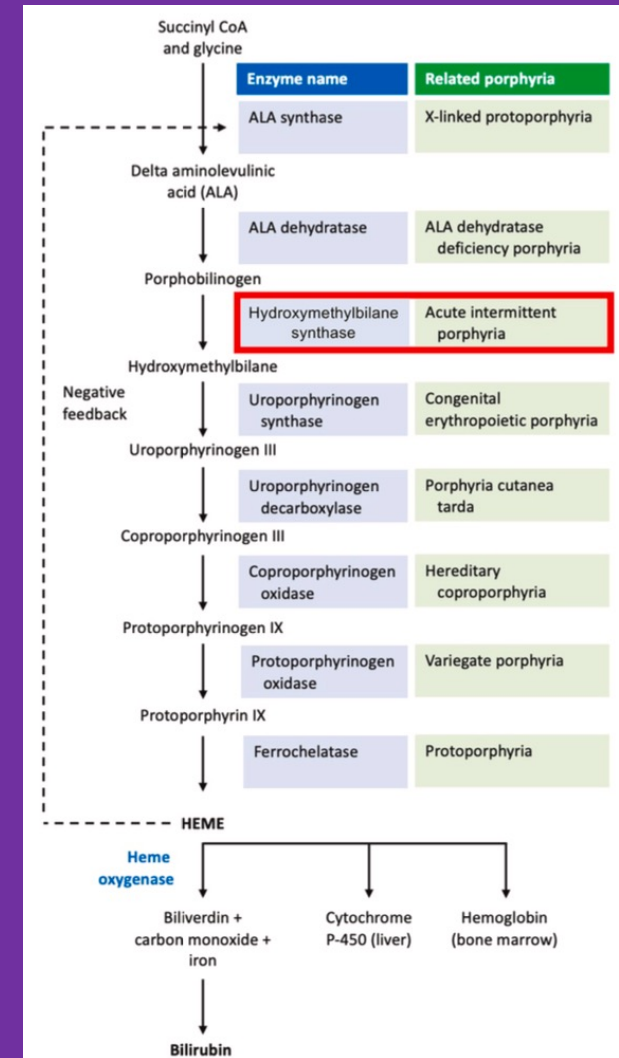 Succinyl CoA
and glycine
Enzyme name
Related porphyria
ALA synthase
X-linked protoporphyria
Delta aminolevulinic
acid (ALA)
ALA dehydratase
ALA dehydratase
deficiency porphyria
Porphobilinogen
Hydroxymethylbilane
synthase
Acute intermittent
porphyria
Hydroxymethylbilane
Negative
feedback
Uroporphyrinogen
synthase
Congenital
erythropoietic porphyria
Uroporphyrinogen III
Uroporphyrinogen
decarboxylase
Porphyria cutanea
tarda
Coproporphyrinogen III
Coproporphyrinogen
oxidase
Hereditary
coproporphyria
Protoporphyrinogen IX
Protoporphyrinogen
oxidase
Variegate porphyria
Protoporphyrin IX
Ferrochelatase
Protoporphyria
HEME
Heme
oxygenase
Biliverdin +
carbon monoxide +
iron
Cytochrome
P-450 (liver)
Hemoglobin
(bone marrow)
Bilirubin